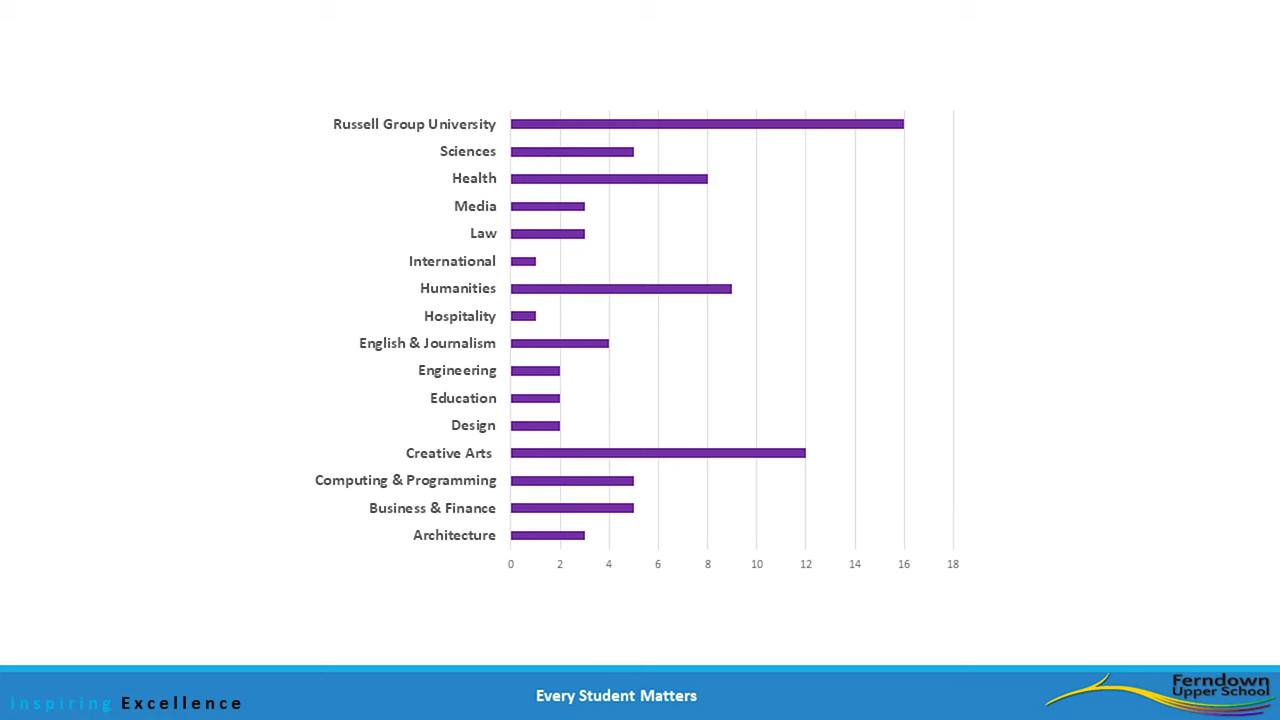 Russell Group University
Sciences
Health
Media
Law
International
Humanities
Hospitality
English & Journalism
Engineering
Education
Design
Creative Arts
Computing & Programming
Business & Finance
Architecture
0 2 4 6 8 10 12 14 16 18
Inspiring Excellence
Every Student Matters
Ferndown
Upper School